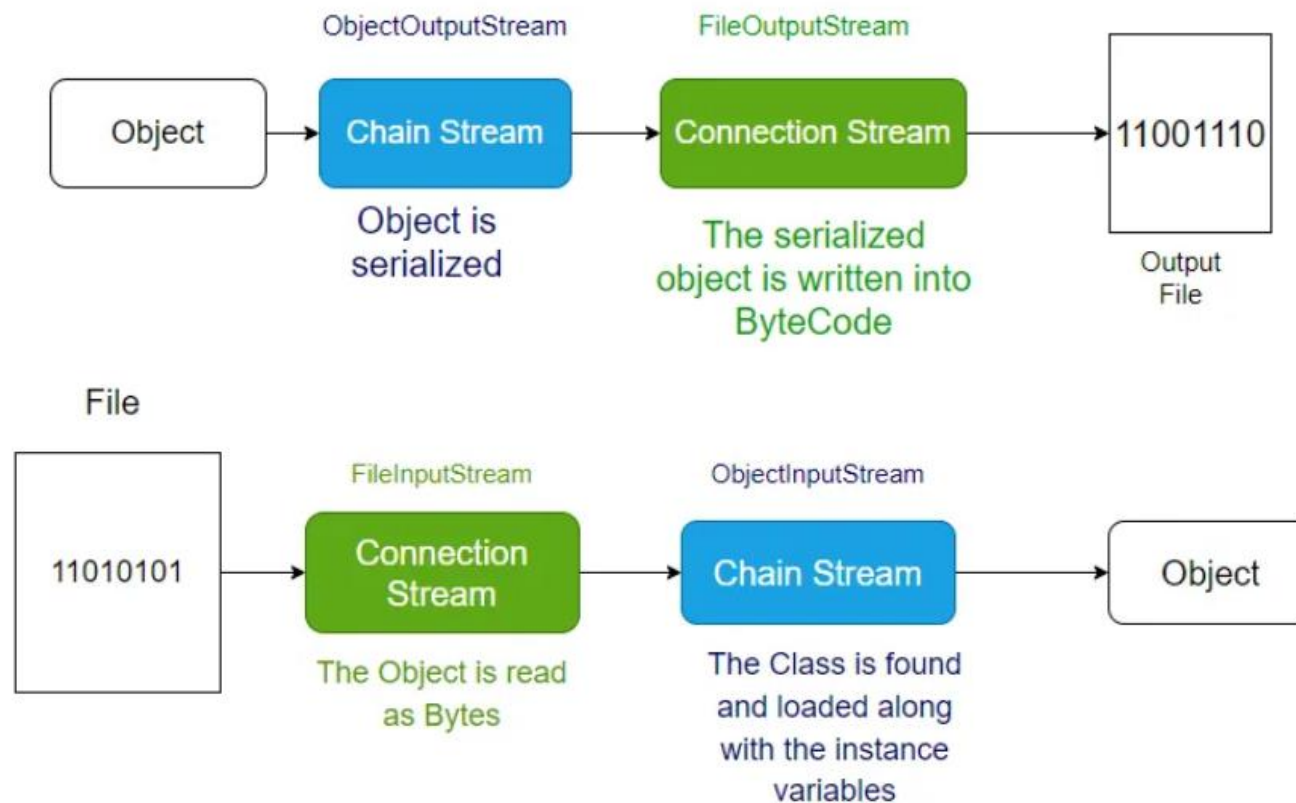 ObjectOutputStream
FileOutputStream
Object
Chain Stream
Connection Stream
11001110
Object is
serialized
The serialized
object is written into
ByteCode
Output
File
File
FileInputStream
ObjectInputStream
11010101
Connection
Stream
Chain Stream
Object
The Object is read
as Bytes
The Class is found
and loaded along
with the instance
variables